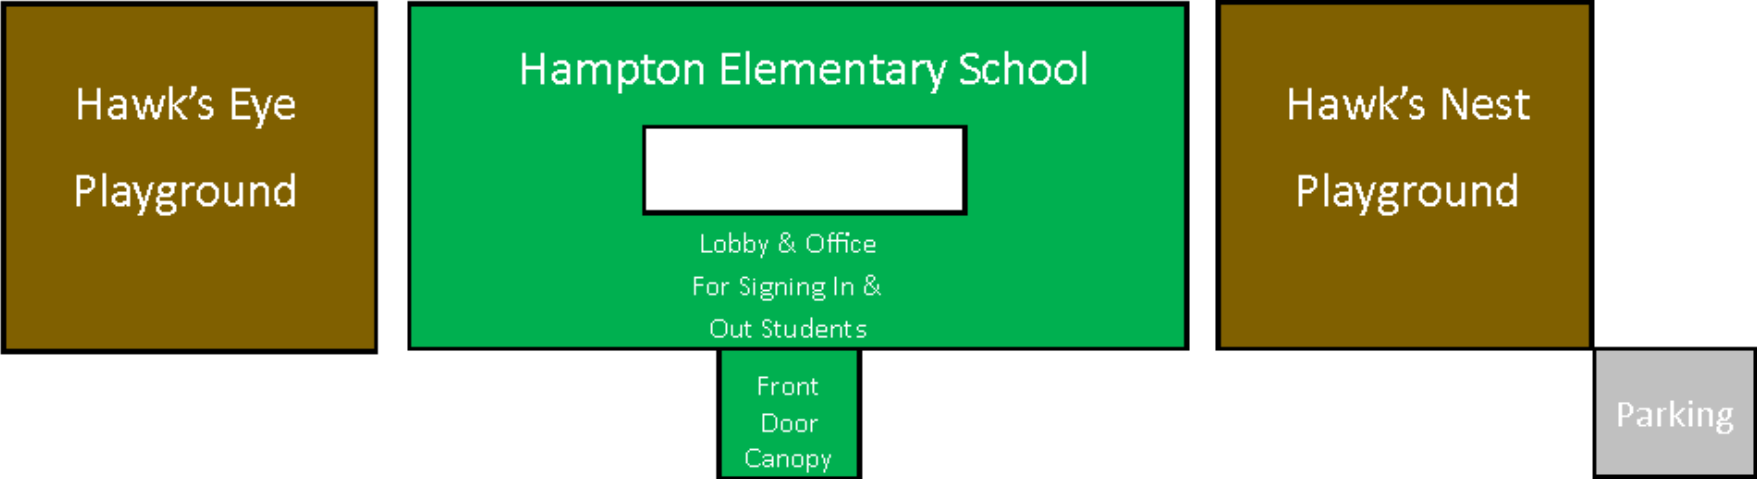 Hawk’s Eye
Playground
Hampton Elementary School
Lobby & Office
For Signing In &
Out Students
Front
Door
Canopy
Hawk’s Nest
Playground
Parking